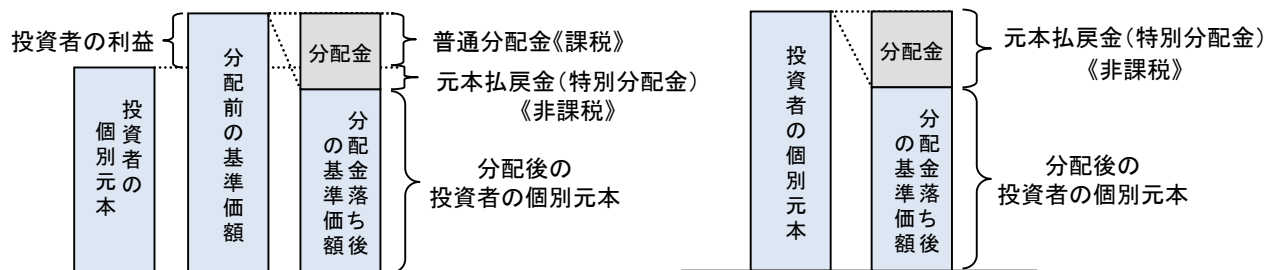 投資者の利益
投資者の
個別元本
分配前の基準価額
分配金
分配金落ち後
の基準価額
普通分配金《課税》
元本払戻金(特別分配金)
《非課税》
分配後の
投資者の個別元本
投資者の個別元本
分配金
分配金落ち後
の基準価額
元本払戻金(特別分配金)
《非課税》
分配後の
投資者の個別元本